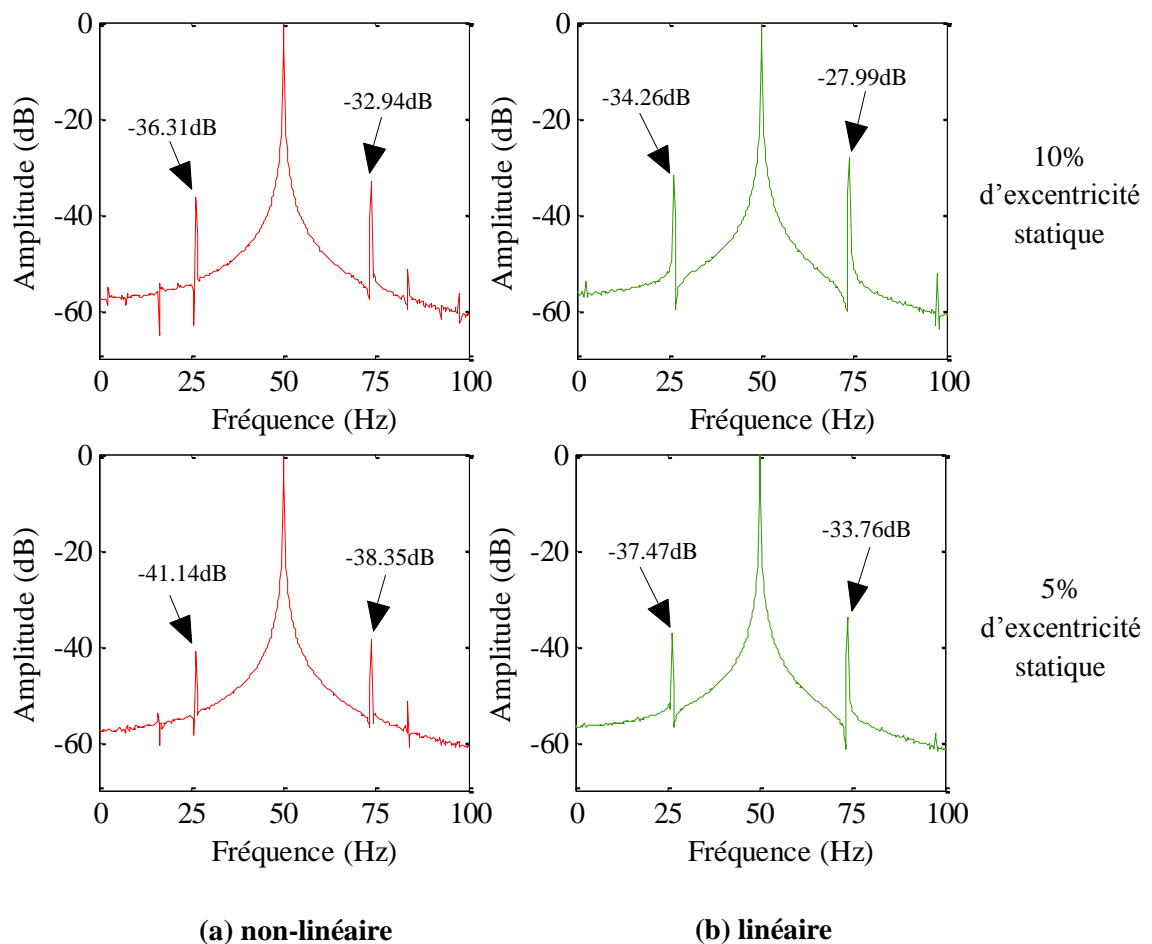 0
-20
-40
-60
Amplitude (dB)
-36.31dB
-32.94dB
0
25
50
75
100
Fréquence (Hz)
0
-20
-40
-60
Amplitude (dB)
-34.26dB
-27.99dB
0
25
50
75
100
Fréquence (Hz)
10%
d’excentricité
statique
0
-20
-40
-60
Amplitude (dB)
-41.14dB
-38.35dB
0
25
50
75
100
Fréquence (Hz)
0
-20
-40
-60
Amplitude (dB)
-37.47dB
-33.76dB
0
25
50
75
100
Fréquence (Hz)
5%
d’excentricité
statique
(a) non-linéaire
(b) linéaire